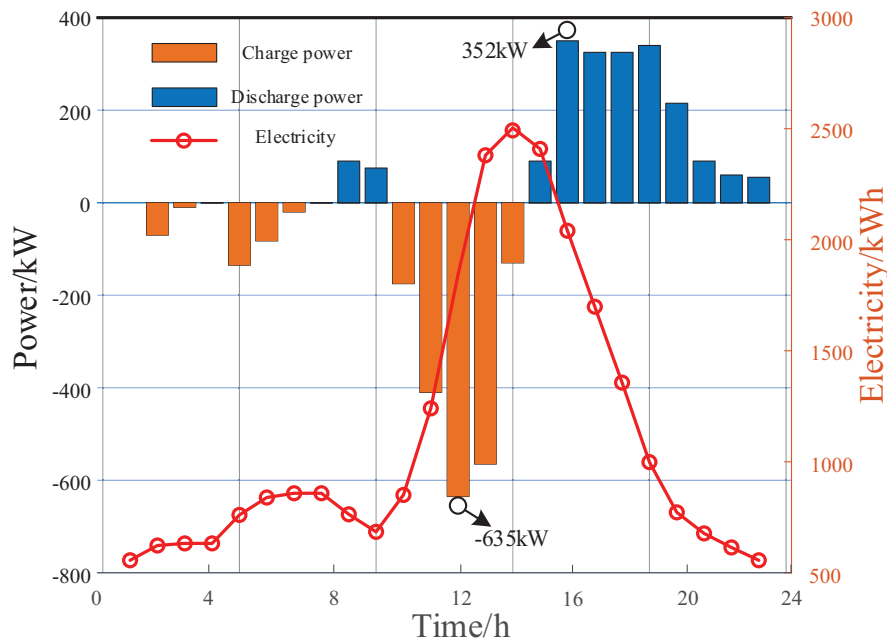 400
200
0
-200
-400
-600
-800
Power/kW
Charge power
Discharge power
Electricity
352kW
-635kW
3000
2500
2000
1500
1000
500
Electricity/kWh
0
4
8
12
16
20
24
Time/h